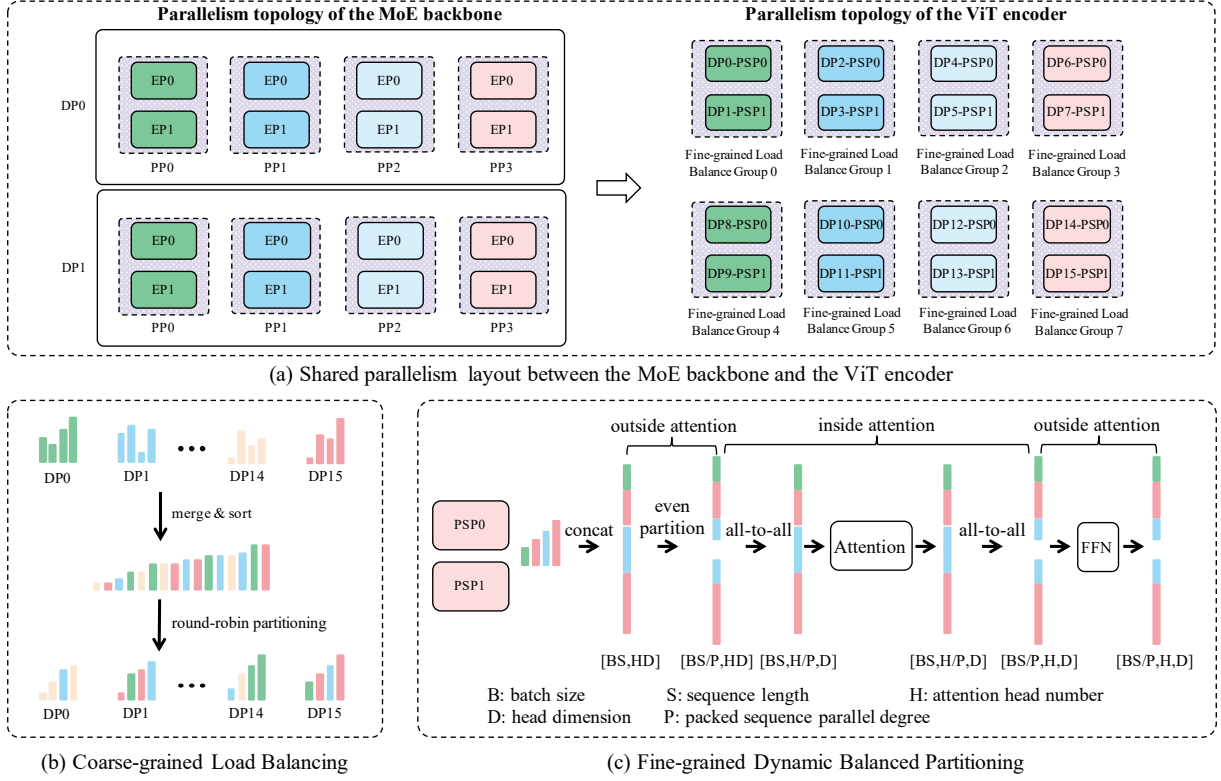 Parallelism topology of the MoE backbone
Parallelism topology of the ViT encoder
DP0
EP0
EP0
EP0
EP0
EP1
EP1
EP1
EP1
PP0
PP1
PP2
PP3
DP1
EP0
EP0
EP0
EP0
EP1
EP1
EP1
EP1
PP0
PP1
PP2
PP3
DP0-PSP0
DP2-PSP0
DP4-PSP0
DP6-PSP0
DP1-PSP1
DP3-PSP1
DP5-PSP1
DP7-PSP1
Fine-grained Load
Balance Group 0
Fine-grained Load
Balance Group 1
Fine-grained Load
Balance Group 2
Fine-grained Load
Balance Group 3
DP8-PSP0
DP10-PSP0
DP12-PSP0
DP14-PSP0
DP9-PSP1
DP11-PSP1
DP13-PSP1
DP15-PSP1
Fine-grained Load
Balance Group 4
Fine-grained Load
Balance Group 5
Fine-grained Load
Balance Group 6
Fine-grained Load
Balance Group 7
(a) Shared parallelism layout between the MoE backbone and the ViT encoder
DP0
DP1
DP14
DP15
merge & sort
round-robin partitioning
DP0
DP1
DP14
DP15
(b) Coarse-grained Load Balancing
outside attention
inside attention
outside attention
PSP0
PSP1
concat
even
partition
all-to-all
Attention
all-to-all
FFN
[BS,HD]
[BS/P,HD]
[BS,H/P,D]
[BS,H/P,D]
[BS/P,H,D]
[BS/P,H,D]
B: batch size
S: sequence length
H: attention head number
D: head dimension
P: packed sequence parallel degree
(c) Fine-grained Dynamic Balanced Partitioning